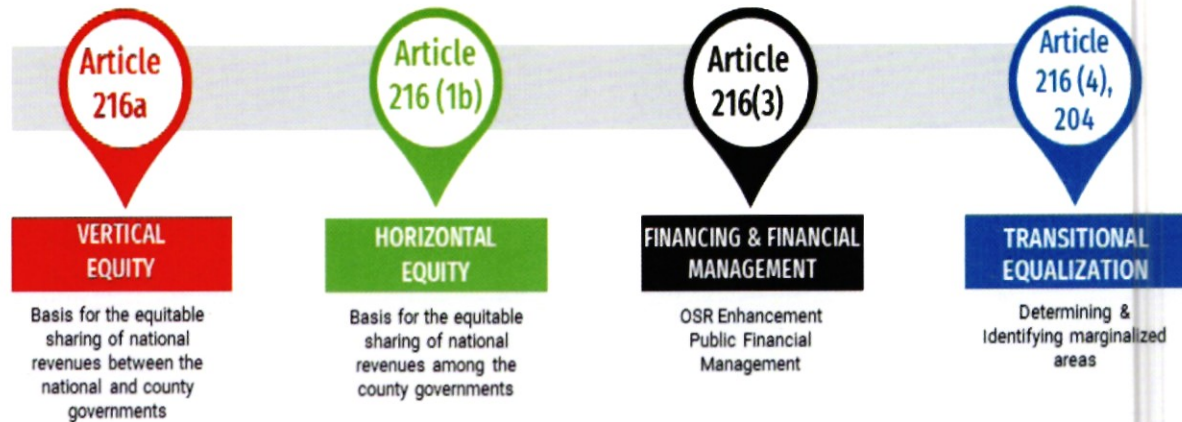 Article
216a
Article
216 (1b)
Article
216(3)
Article
216 (4),
204
VERTICAL
EQUITY
Basis for the equitable
sharing of national
revenues between the
national and county
governments
HORIZONTAL
EQUITY
Basis for the equitable
sharing of national
revenues among the
county governments
FINANCING & FINANCIAL
MANAGEMENT
OSR Enhancement
Public Financial
Management
TRANSITIONAL
EQUALIZATION
Determining &
Identifying marginalized
areas